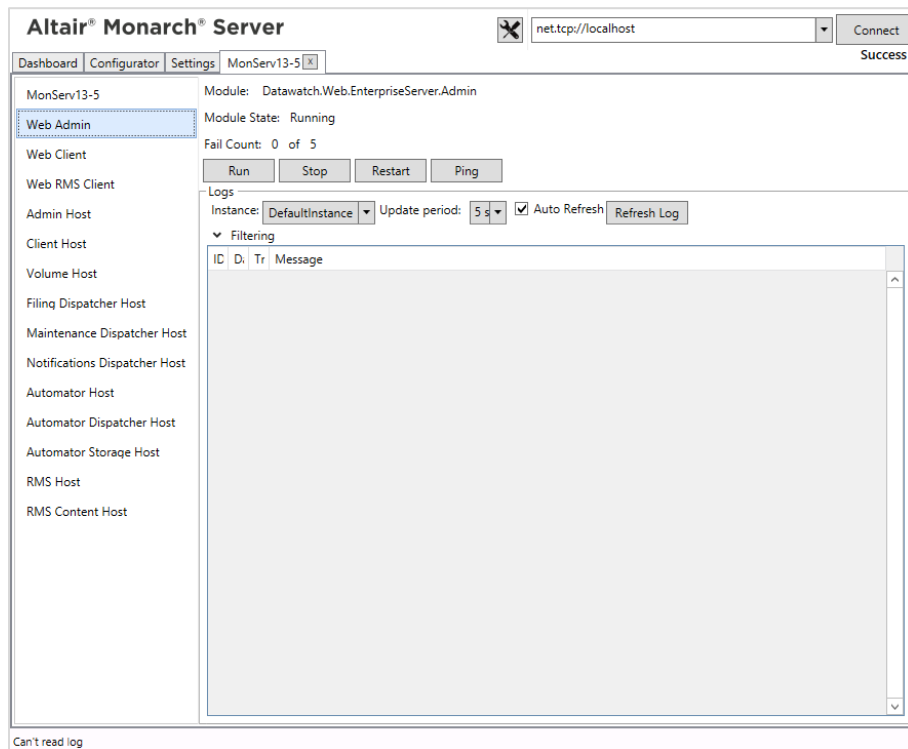 Altair® Monarch® Server
net.tcp://localhost
Connect
Success
Dashboard Configurator Settings MonServ13-5 x
MonServ13-5
Web Admin
Web Client
Web RMS Client
Admin Host
Client Host
Volume Host
Filing Dispatcher Host
Maintenance Dispatcher Host
Notifications Dispatcher Host
Automator Host
Automator Dispatcher Host
Automator Storage Host
RMS Host
RMS Content Host
Module: Datawatch.Web.EnterpriseServer.Admin
Module State: Running
Fail Count: 0 of 5
Run Stop Restart Ping
Logs
Instance: DefaultInstance Update period: 5 s Auto Refresh Refresh Log
Filtering
ID Da Tr Message
Can't read log